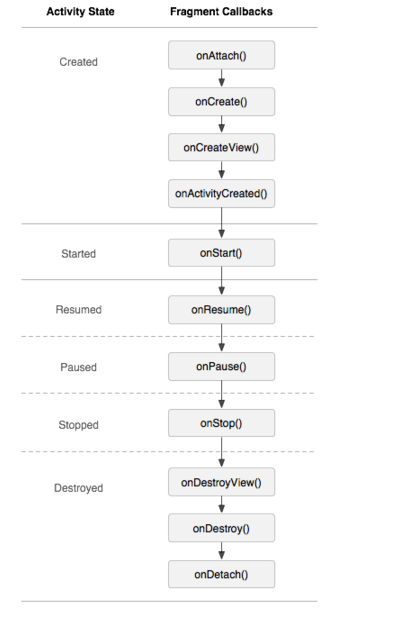 Activity State Fragment Callbacks
Created onAttach()
onCreate()
onCreateView()
onActivityCreated()
Started onStart()
Resumed onResume()
Paused onPause()
Stopped onStop()
Destroyed onDestroyView()
onDestroy()
onDetach()